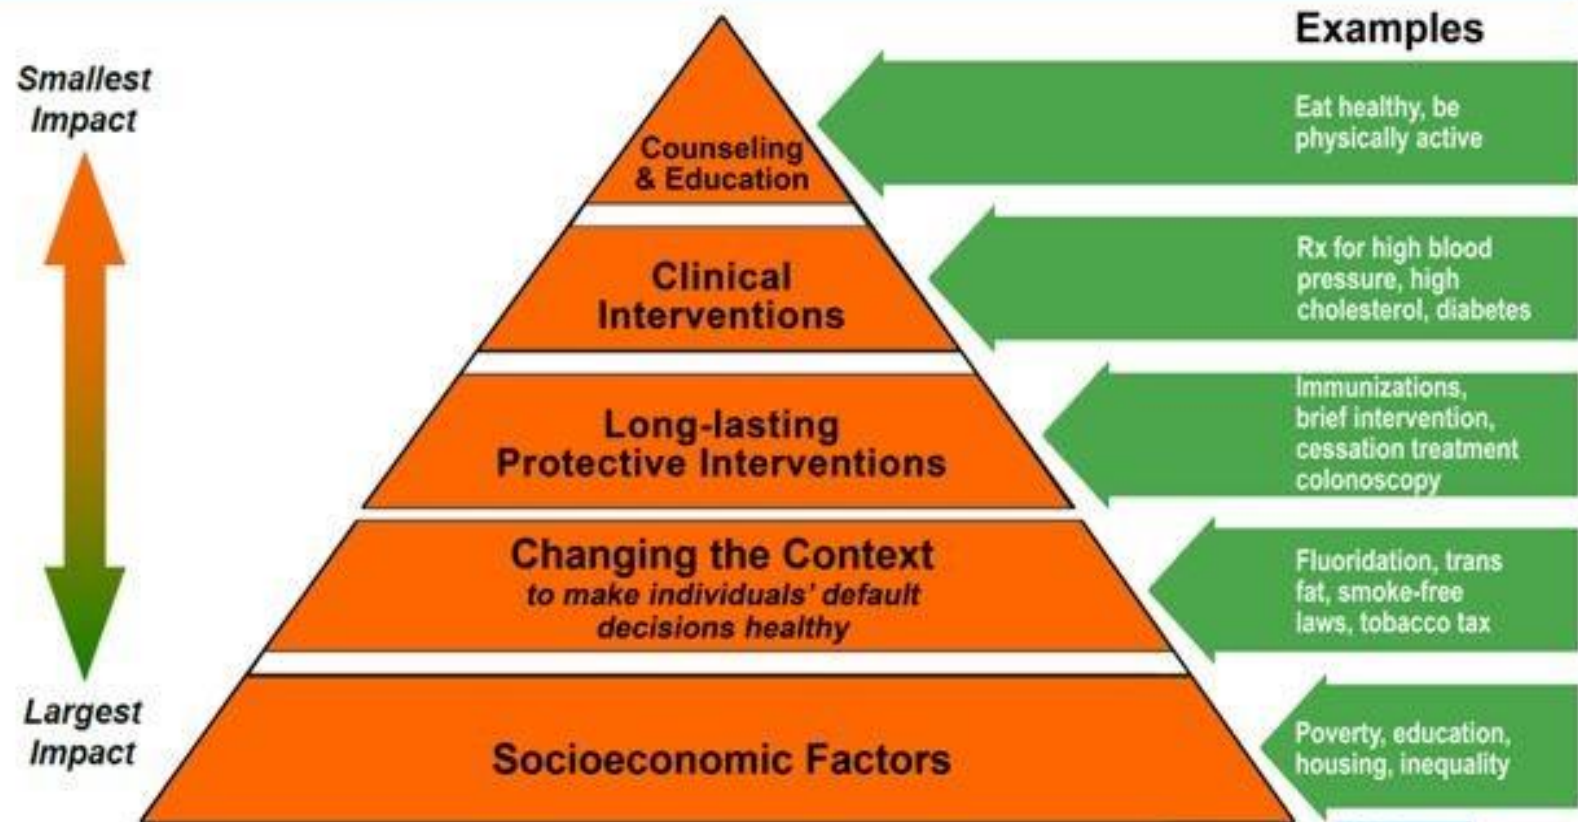 Examples
Smallest
Impact
Counseling
& Education
Eat healthy, be
physically active
Clinical
Interventions
Rx for high blood
pressure, high
cholesterol, diabetes
Long-lasting
Protective Interventions
Immunizations,
brief intervention,
cessation treatment
colonoscopy
Changing the Context
to make individuals' default
decisions healthy
Fluoridation, trans
fat, smoke-free
laws, tobacco tax
Largest
Impact
Socioeconomic Factors
Poverty, education,
housing, inequality